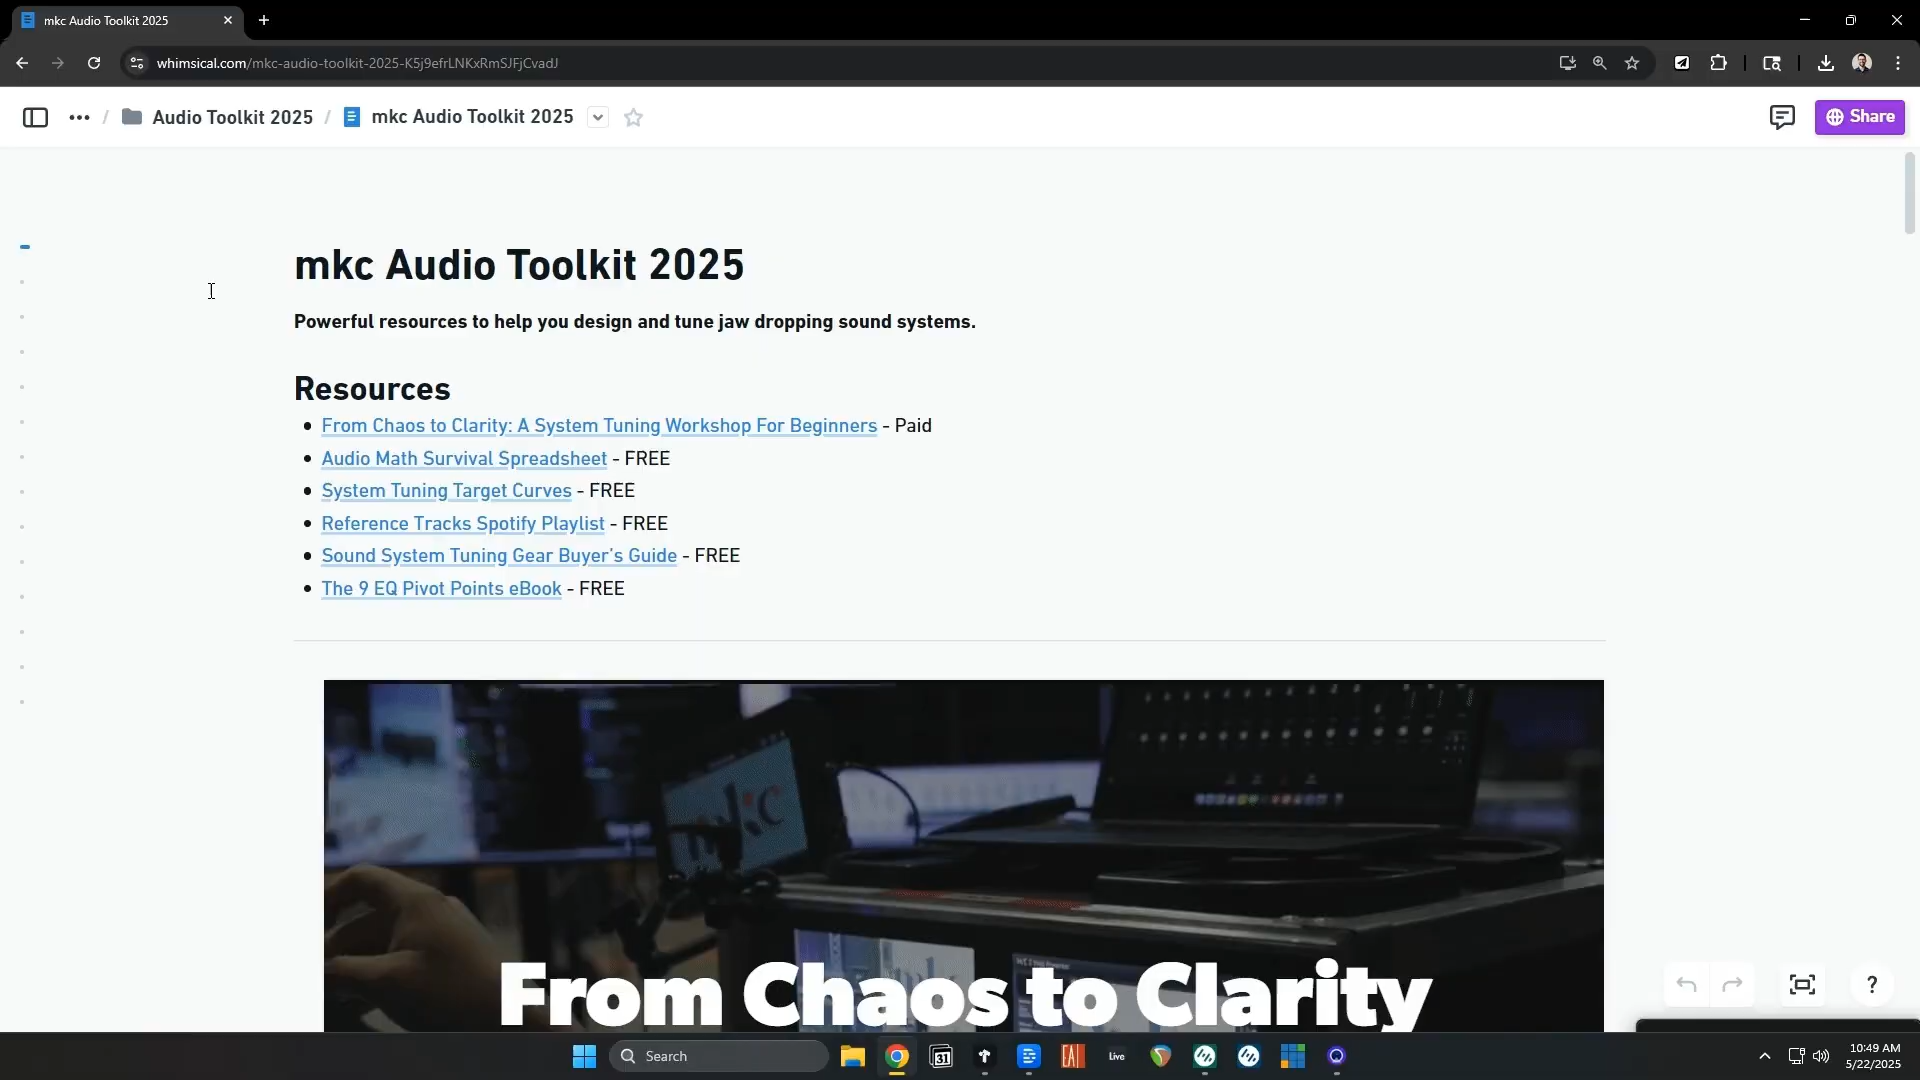 mkc Audio Toolkit 2025
whimsical.com/mkc-audio-toolkit-2025-K5j9efrLNKxRmSJFjCvadJ
••• / Audio Toolkit 2025 / mkc Audio Toolkit 2025
Share
mkc Audio Toolkit 2025
Powerful resources to help you design and tune jaw dropping sound systems.
Resources
• From Chaos to Clarity: A System Tuning Workshop For Beginners - Paid
• Audio Math Survival Spreadsheet - FREE
• System Tuning Target Curves - FREE
• Reference Tracks Spotify Playlist - FREE
• Sound System Tuning Gear Buyer's Guide - FREE
• The 9 EQ Pivot Points eBook - FREE
mkc
From Chaos to Clarity
?
Search
31
EAI
Live
10:49 AM
5/22/2025